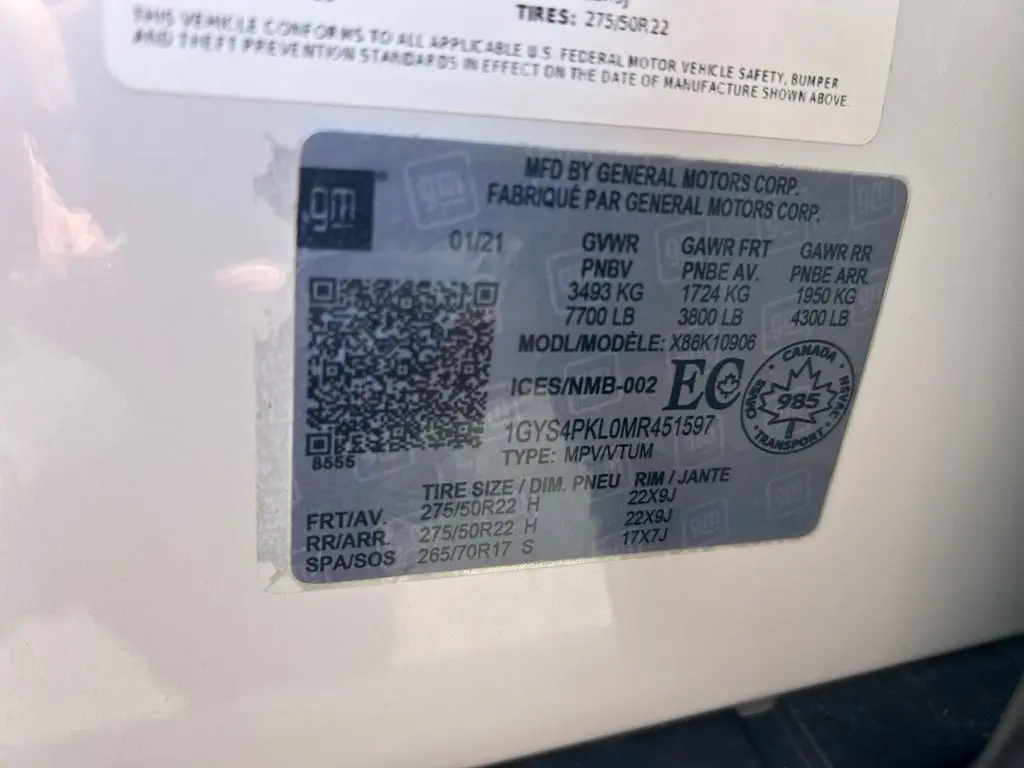 TIRES: 275/50R22
THIS VEHICLE CONFORMS TO ALL APPLICABLE U.S. FEDERAL MOTOR VEHICLE SAFETY, BUMPER
AND THEFT PREVENTION STANDARDS IN EFFECT ON THE DATE OF MANUFACTURE SHOWN ABOVE.
gm
MFD BY GENERAL MOTORS CORP.
FABRIQUÉ PAR GENERAL MOTORS CORP.
01/21 GVWR GAWR FRT GAWR RR
PNBV PNBE AV. PNBE ARR.
3493 KG 1724 KG 1950 KG
7700 LB 3800 LB 4300 LB
MODL/MODÈLE: X86K10906
ICES/NMB-002 EC
CANADA
985
TRANSPORT
1GYS4PKL0MR451597
8555
TYPE: MPV/VTUM
TIRE SIZE / DIM. PNEU RIM / JANTE
FRT/AV. 275/50R22 H 22X9J
RR/ARR. 275/50R22 H 22X9J
SPA/SOS 265/70R17 S 17X7J